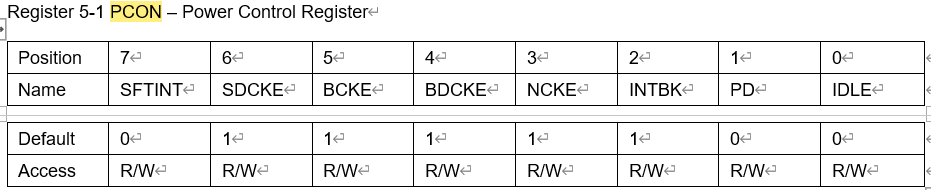 Register 5-1 PCON – Power Control Register
Position 7 6 5 4 3 2 1 0
Name SFTINT SDCKE BCKE BDCKE NCKE INTBK PD IDLE
Default 0 1 1 1 1 1 0 0
Access R/W R/W R/W R/W R/W R/W R/W R/W